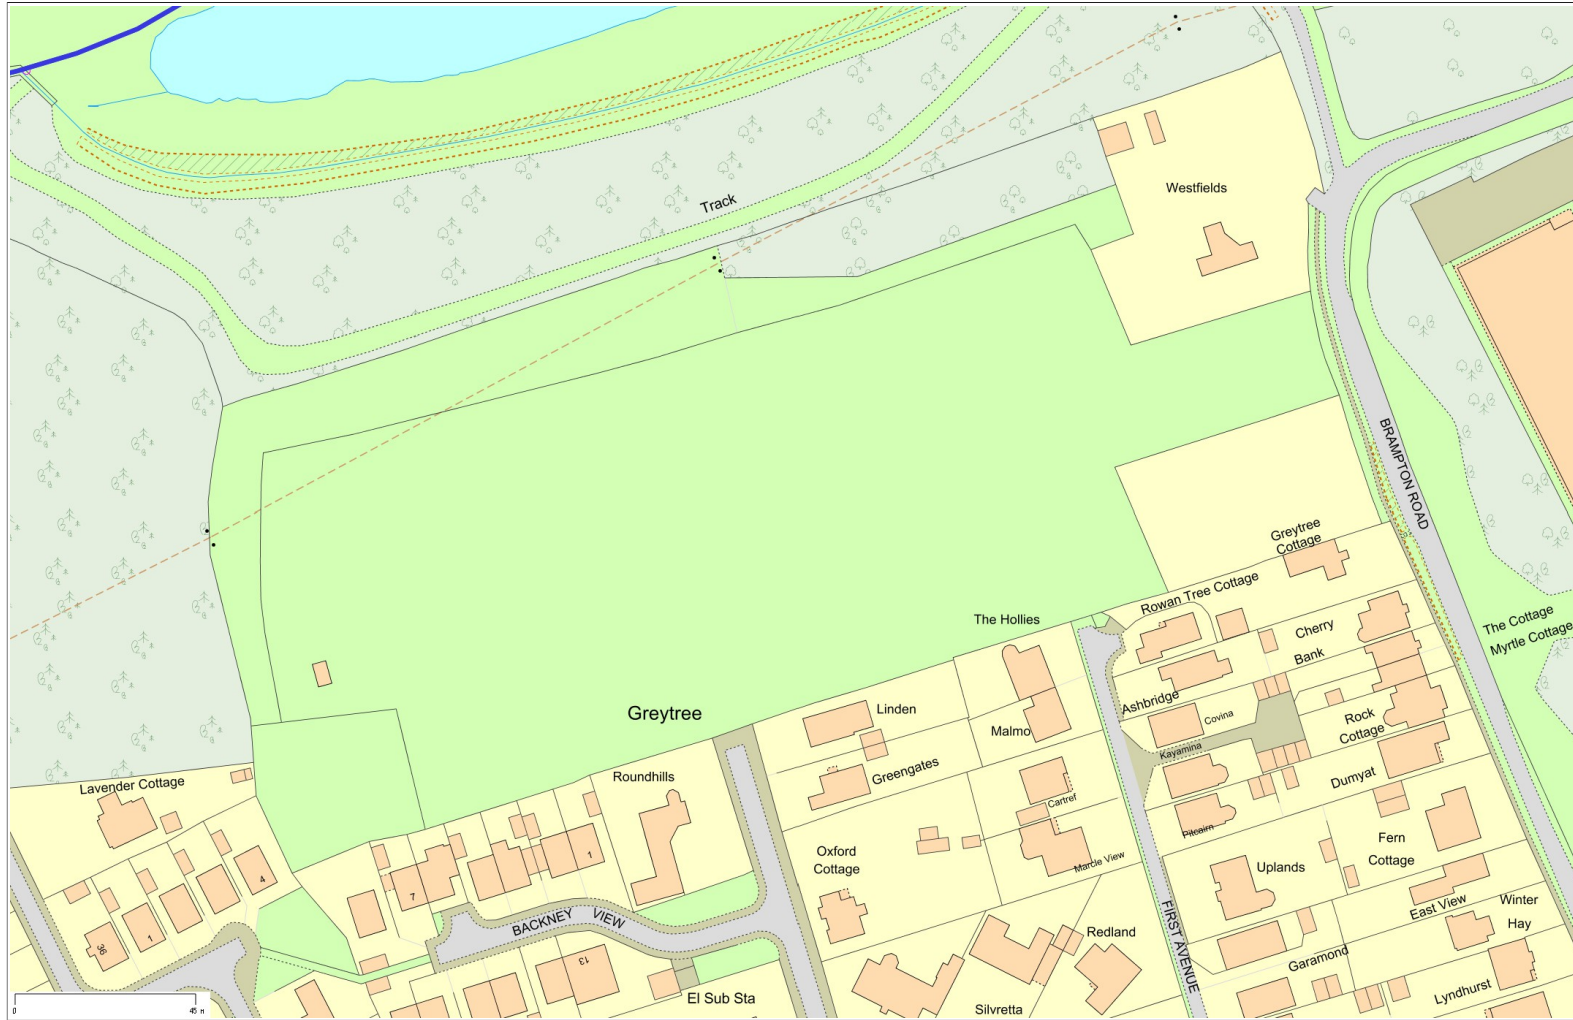 Track
Westfields
BRAMPTON ROAD
Greytree
Cottage
Rowan Tree Cottage
The Hollies
Cherry
Bank
The Cottage
Myrtle Cottage
Ashbridge
Covina
Linden
Greytree
Malmo
Kayamina
Rock
Cottage
Greengates
Roundhills
Dumyat
Lavender Cottage
Cartref
Pitcairn
Fern
Cottage
Oxford
Cottage
1
Marcle View
Uplands
4
7
East View
Winter
Hay
BACKNEY VIEW
FIRST AVENUE
Redland
1
36
13
Garamond
Lyndhurst
El Sub Sta
Silvretta
0 45 M